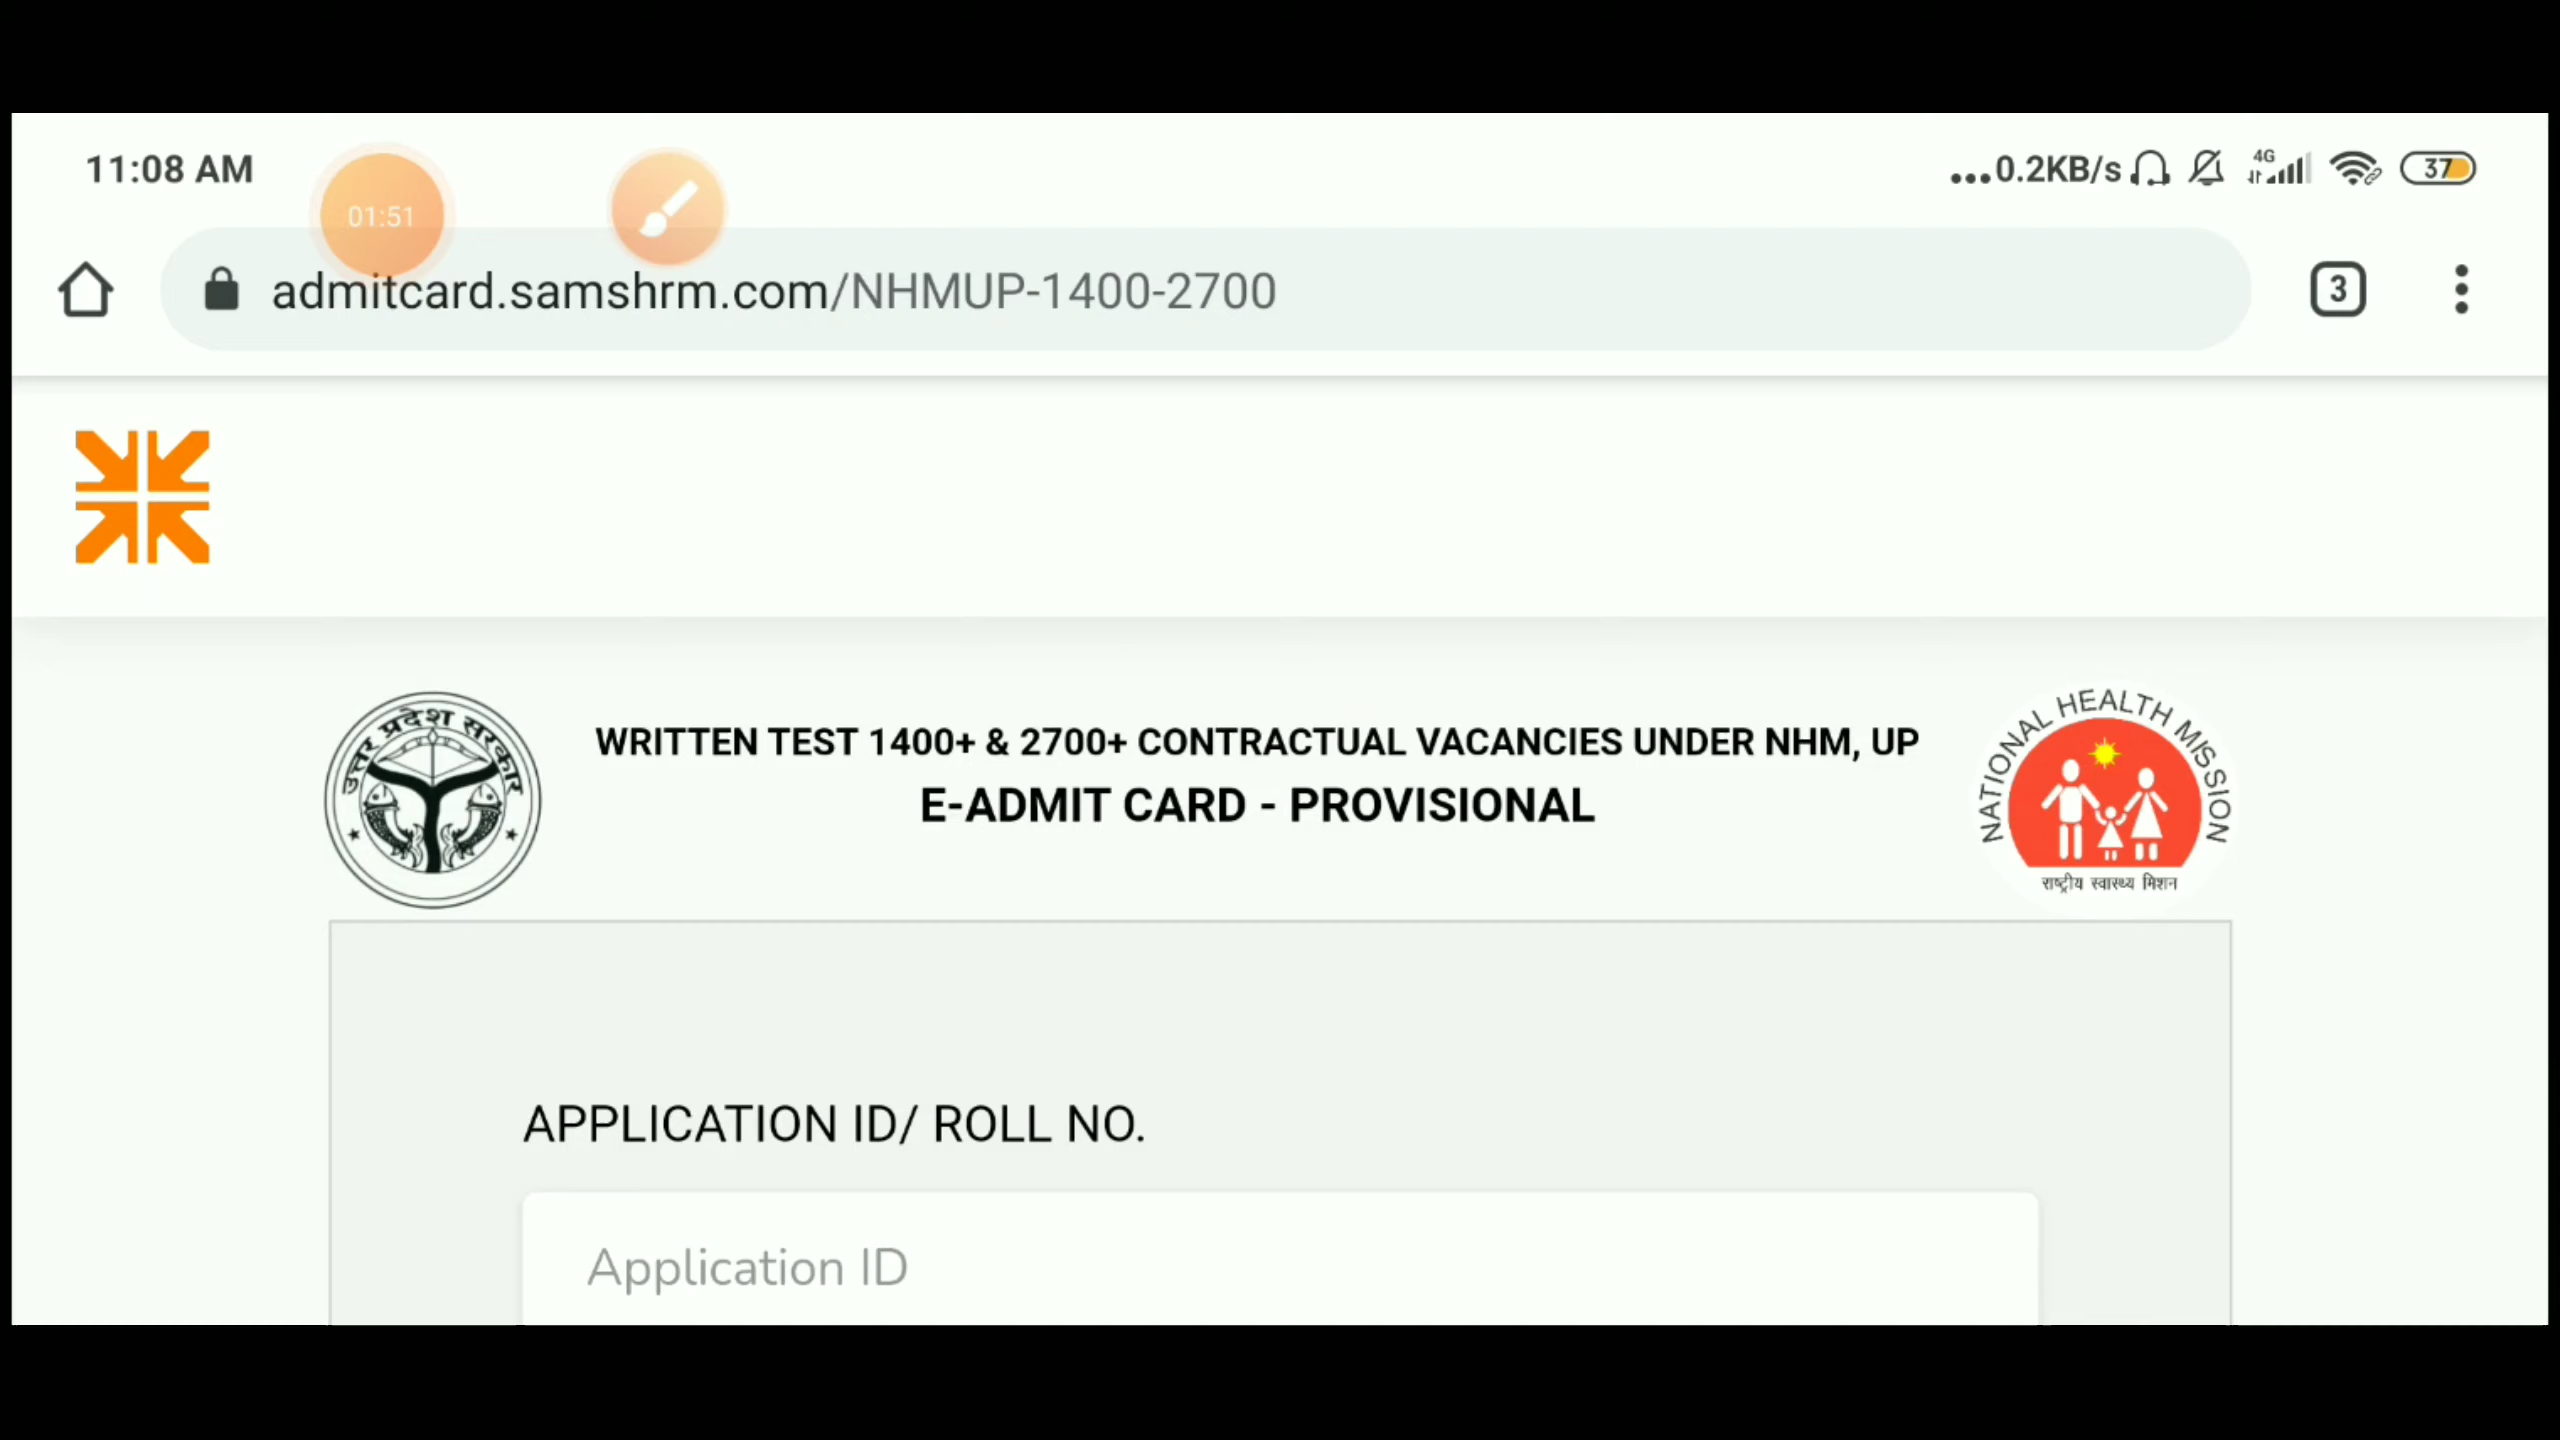 11:08 AM
...0.2KB/s
4G
37
01:51
admitcard.samshrm.com/NHMUP-1400-2700
3
उत्तर प्रदेश सरकार
WRITTEN TEST 1400+ & 2700+ CONTRACTUAL VACANCIES UNDER NHM, UP
E-ADMIT CARD - PROVISIONAL
NATIONAL HEALTH MISSION
राष्ट्रीय स्वास्थ्य मिशन
APPLICATION ID/ ROLL NO.
Application ID